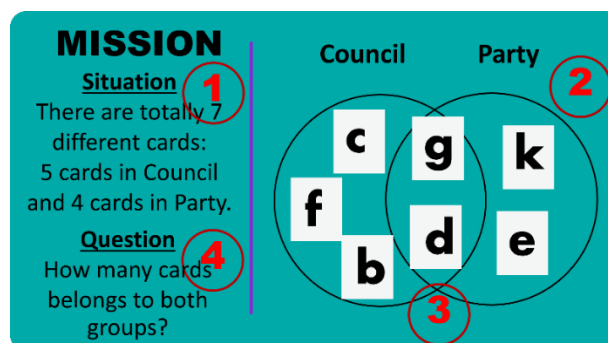 MISSION
Situation
1
There are totally 7
different cards:
5 cards in Council
and 4 cards in Party.
Question
4
How many cards
belongs to both
groups?
Council Party
2
c g k
f d e
b
3